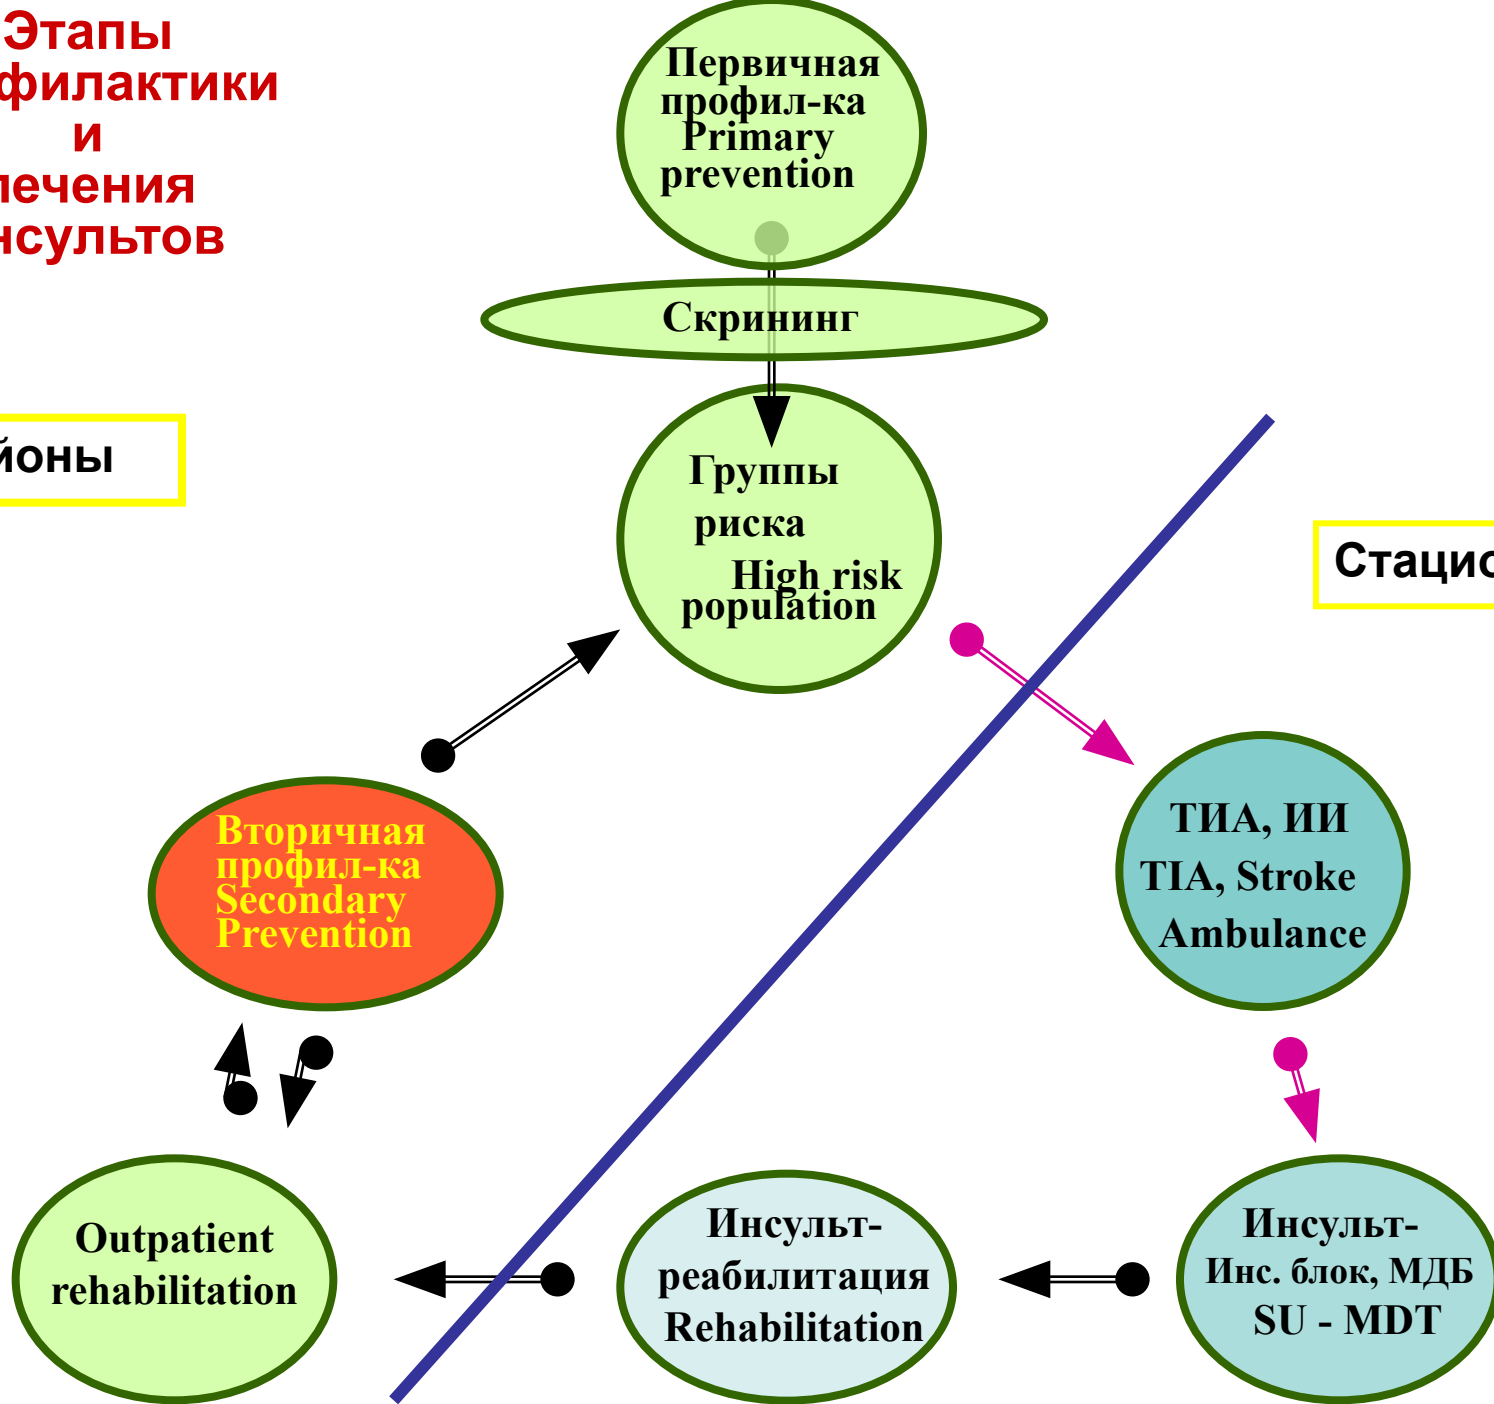 Этапы
филактики
и
лечения
нсультов
Первичная
профил-ка
Primary
prevention
Скрининг
йоны
Группы
риска
High risk
population
Стацио
Вторичная
профил-ка
Secondary
Prevention
ТИА, ИИ
TIA, Stroke
Ambulance
Outpatient
rehabilitation
Инсульт-
реабилитация
Rehabilitation
Инсульт-
Инс. блок, МДБ
SU - MDT